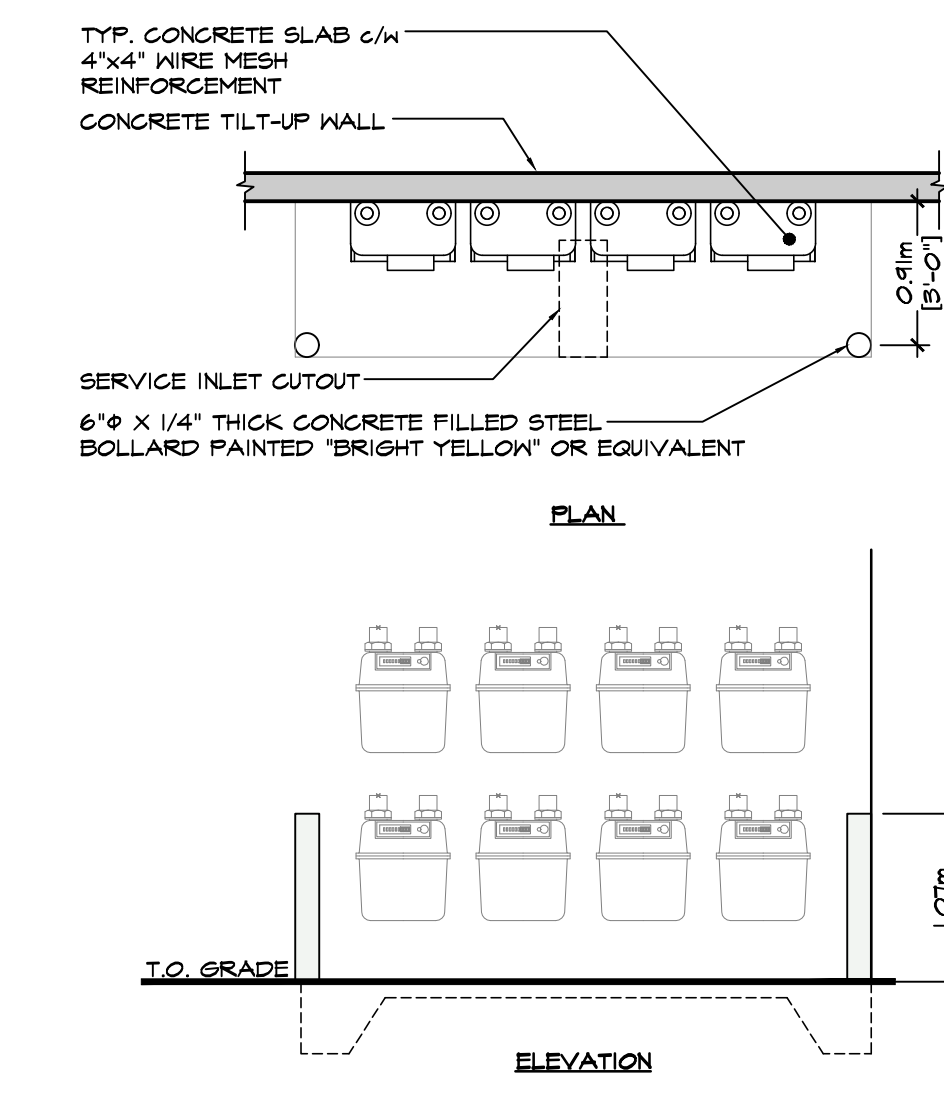 TYP. CONCRETE SLAB c/w
4"x4" WIRE MESH
REINFORCEMENT
CONCRETE TILT-UP WALL
0.91m
[3'-0"]
SERVICE INLET CUTOUT
6"Φ X 1/4" THICK CONCRETE FILLED STEEL
BOLLARD PAINTED "BRIGHT YELLOW" OR EQUIVALENT
PLAN
T.O. GRADE
ELEVATION